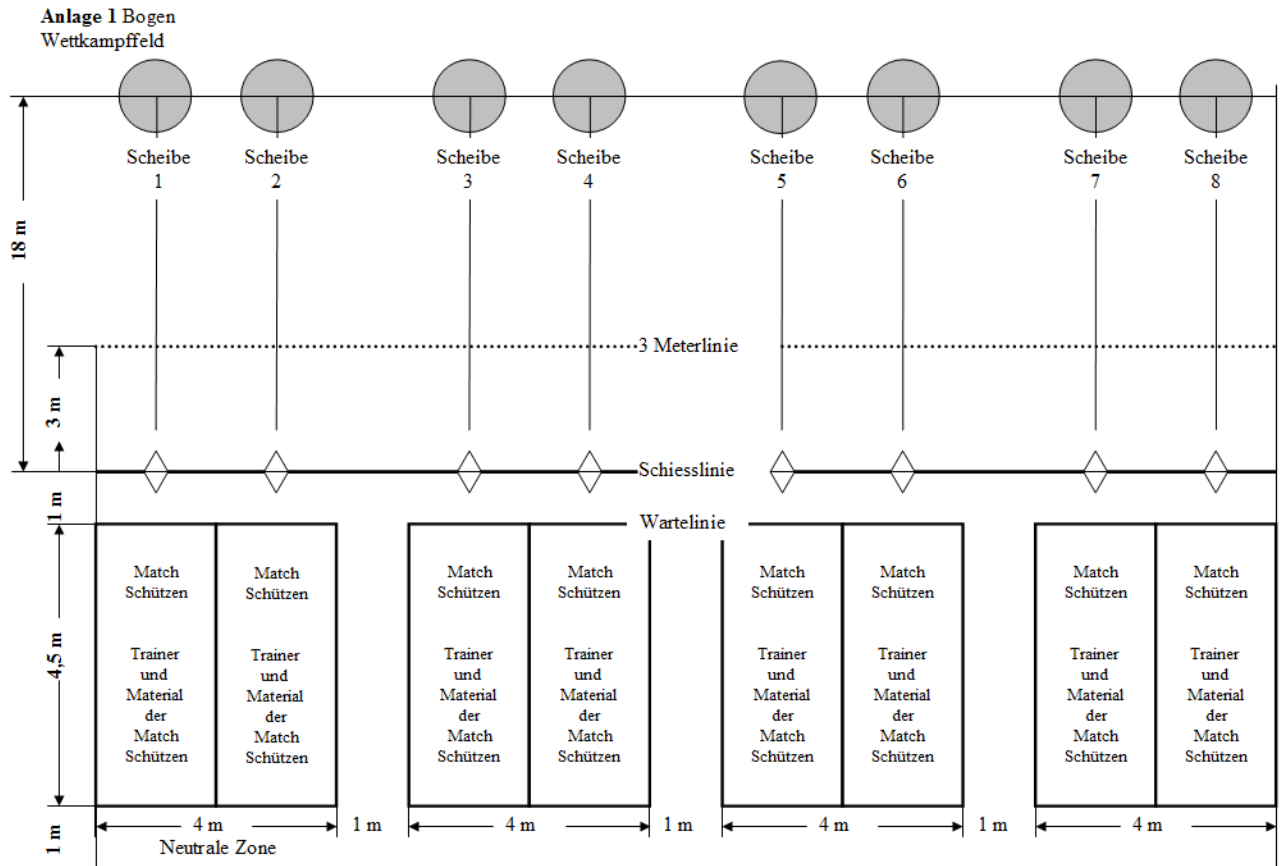 Anlage 1 Bogen
Wettkampffeld
Scheibe
1
Scheibe
2
Scheibe
3
Scheibe
4
Scheibe
5
Scheibe
6
Scheibe
7
Scheibe
8
18 m
3 Meterlinie
3 m
Schiesslinie
1 m
Wartelinie
4,5 m
Match
Schützen
Trainer
und
Material
der
Match
Schützen
Match
Schützen
Trainer
und
Material
der
Match
Schützen
Match
Schützen
Trainer
und
Material
der
Match
Schützen
Match
Schützen
Trainer
und
Material
der
Match
Schützen
Match
Schützen
Trainer
und
Material
der
Match
Schützen
Match
Schützen
Trainer
und
Material
der
Match
Schützen
Match
Schützen
Trainer
und
Material
der
Match
Schützen
Match
Schützen
Trainer
und
Material
der
Match
Schützen
1 m
4 m
1 m
4 m
1 m
4 m
1 m
4 m
Neutrale Zone